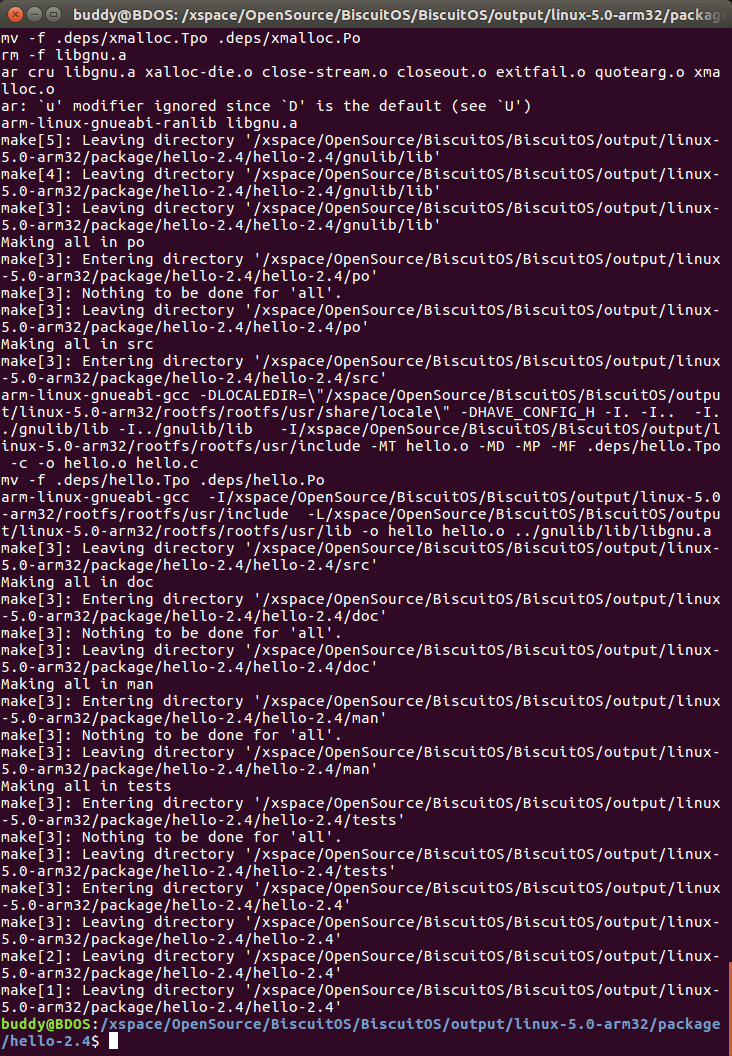 buddy@BDOS: /xspace/OpenSource/BiscuitOS/BiscuitOS/output/linux-5.0-arm32/package
mv -f .deps/xmalloc.Tpo .deps/xmalloc.Po
rm -f libgnu.a
ar cru libgnu.a xalloc-die.o close-stream.o closeout.o exitfail.o quotearg.o xma
lloc.o
ar: `u' modifier ignored since `D' is the default (see `U')
arm-linux-gnueabi-ranlib libgnu.a
make[5]: Leaving directory '/xspace/OpenSource/BiscuitOS/BiscuitOS/output/linux-
5.0-arm32/package/hello-2.4/hello-2.4/gnulib/lib'
make[4]: Leaving directory '/xspace/OpenSource/BiscuitOS/BiscuitOS/output/linux-
5.0-arm32/package/hello-2.4/hello-2.4/gnulib/lib'
make[3]: Leaving directory '/xspace/OpenSource/BiscuitOS/BiscuitOS/output/linux-
5.0-arm32/package/hello-2.4/hello-2.4/gnulib/lib'
Making all in po
make[3]: Entering directory '/xspace/OpenSource/BiscuitOS/BiscuitOS/output/linux
-5.0-arm32/package/hello-2.4/hello-2.4/po'
make[3]: Nothing to be done for 'all'.
make[3]: Leaving directory '/xspace/OpenSource/BiscuitOS/BiscuitOS/output/linux-
5.0-arm32/package/hello-2.4/hello-2.4/po'
Making all in src
make[3]: Entering directory '/xspace/OpenSource/BiscuitOS/BiscuitOS/output/linux
-5.0-arm32/package/hello-2.4/hello-2.4/src'
arm-linux-gnueabi-gcc -DLOCALEDIR=\"/xspace/OpenSource/BiscuitOS/BiscuitOS/outpu
t/linux-5.0-arm32/rootfs/rootfs/usr/share/locale\" -DHAVE_CONFIG_H -I. -I..  -I.
./gnulib/lib -I../gnulib/lib   -I/xspace/OpenSource/BiscuitOS/BiscuitOS/output/l
inux-5.0-arm32/rootfs/rootfs/usr/include -MT hello.o -MD -MP -MF .deps/hello.Tpo
 -c -o hello.o hello.c
mv -f .deps/hello.Tpo .deps/hello.Po
arm-linux-gnueabi-gcc  -I/xspace/OpenSource/BiscuitOS/BiscuitOS/output/linux-5.0
-arm32/rootfs/rootfs/usr/include  -L/xspace/OpenSource/BiscuitOS/BiscuitOS/outpu
t/linux-5.0-arm32/rootfs/rootfs/usr/lib -o hello hello.o ../gnulib/lib/libgnu.a
make[3]: Leaving directory '/xspace/OpenSource/BiscuitOS/BiscuitOS/output/linux-
5.0-arm32/package/hello-2.4/hello-2.4/src'
Making all in doc
make[3]: Entering directory '/xspace/OpenSource/BiscuitOS/BiscuitOS/output/linux
-5.0-arm32/package/hello-2.4/hello-2.4/doc'
make[3]: Nothing to be done for 'all'.
make[3]: Leaving directory '/xspace/OpenSource/BiscuitOS/BiscuitOS/output/linux-
5.0-arm32/package/hello-2.4/hello-2.4/doc'
Making all in man
make[3]: Entering directory '/xspace/OpenSource/BiscuitOS/BiscuitOS/output/linux
-5.0-arm32/package/hello-2.4/hello-2.4/man'
make[3]: Nothing to be done for 'all'.
make[3]: Leaving directory '/xspace/OpenSource/BiscuitOS/BiscuitOS/output/linux-
5.0-arm32/package/hello-2.4/hello-2.4/man'
Making all in tests
make[3]: Entering directory '/xspace/OpenSource/BiscuitOS/BiscuitOS/output/linux
-5.0-arm32/package/hello-2.4/hello-2.4/tests'
make[3]: Nothing to be done for 'all'.
make[3]: Leaving directory '/xspace/OpenSource/BiscuitOS/BiscuitOS/output/linux-
5.0-arm32/package/hello-2.4/hello-2.4/tests'
make[3]: Entering directory '/xspace/OpenSource/BiscuitOS/BiscuitOS/output/linux
-5.0-arm32/package/hello-2.4/hello-2.4'
make[3]: Leaving directory '/xspace/OpenSource/BiscuitOS/BiscuitOS/output/linux-
5.0-arm32/package/hello-2.4/hello-2.4'
make[2]: Leaving directory '/xspace/OpenSource/BiscuitOS/BiscuitOS/output/linux-
5.0-arm32/package/hello-2.4/hello-2.4'
make[1]: Leaving directory '/xspace/OpenSource/BiscuitOS/BiscuitOS/output/linux-
5.0-arm32/package/hello-2.4/hello-2.4'
buddy@BDOS:/xspace/OpenSource/BiscuitOS/BiscuitOS/output/linux-5.0-arm32/package
/hello-2.4$